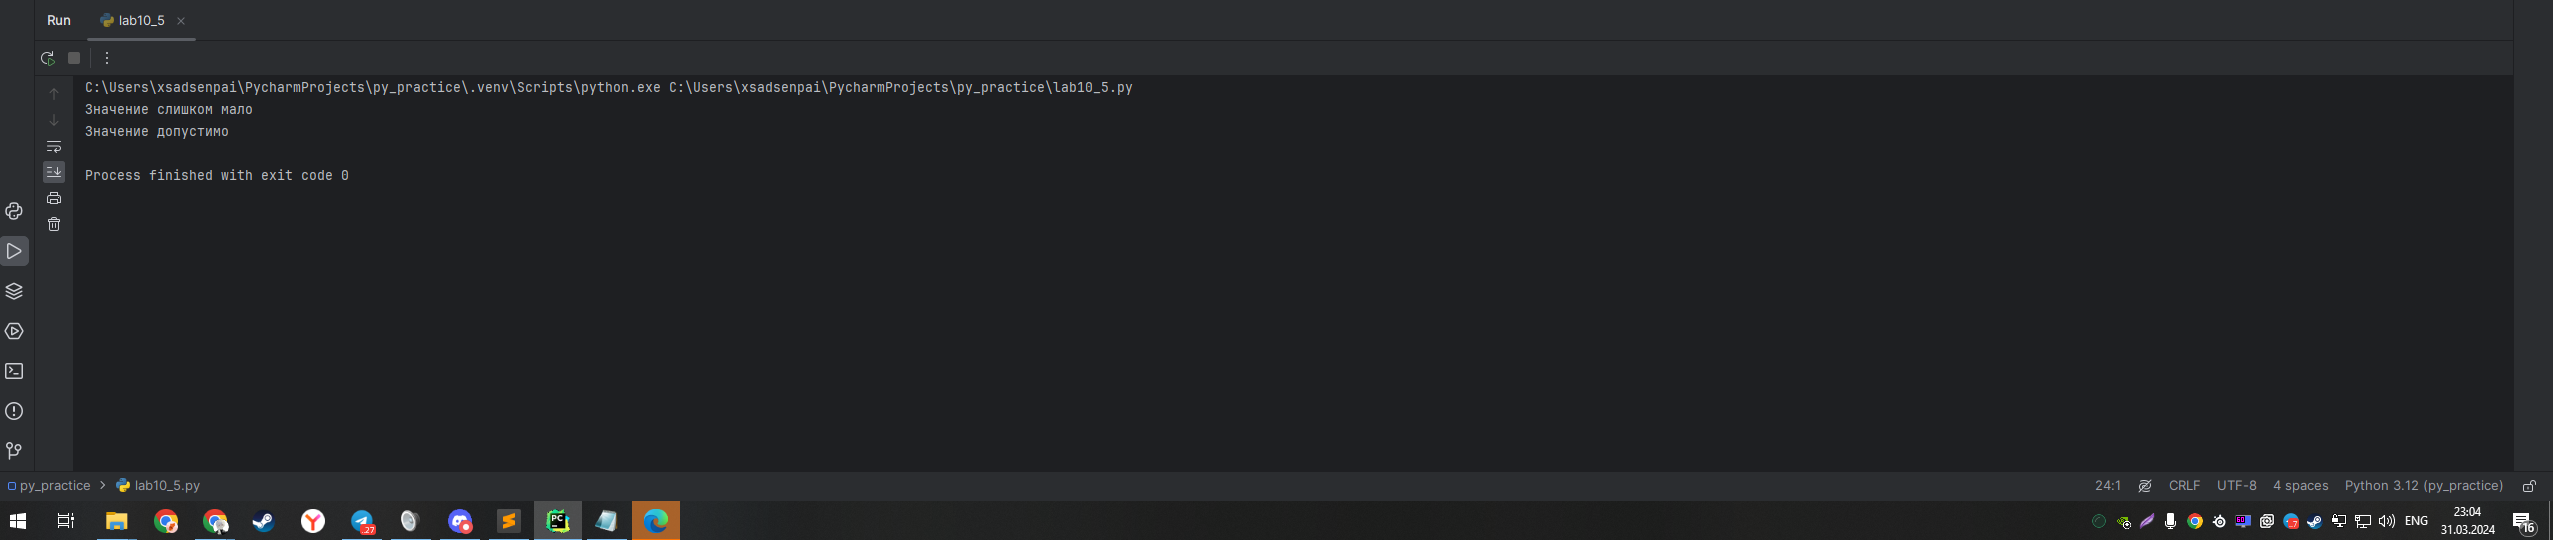 Run lab10_5
C:\Users\xsadsenpai\PycharmProjects\py_practice\.venv\Scripts\python.exe C:\Users\xsadsenpai\PycharmProjects\py_practice\lab10_5.py
Значение слишком мало
Значение допустимо
Process finished with exit code 0
py_practice > lab10_5.py 24:1 CRLF UTF-8 4 spaces Python 3.12 (py_practice)
27 PC ENG 23:04 16
31.03.2024